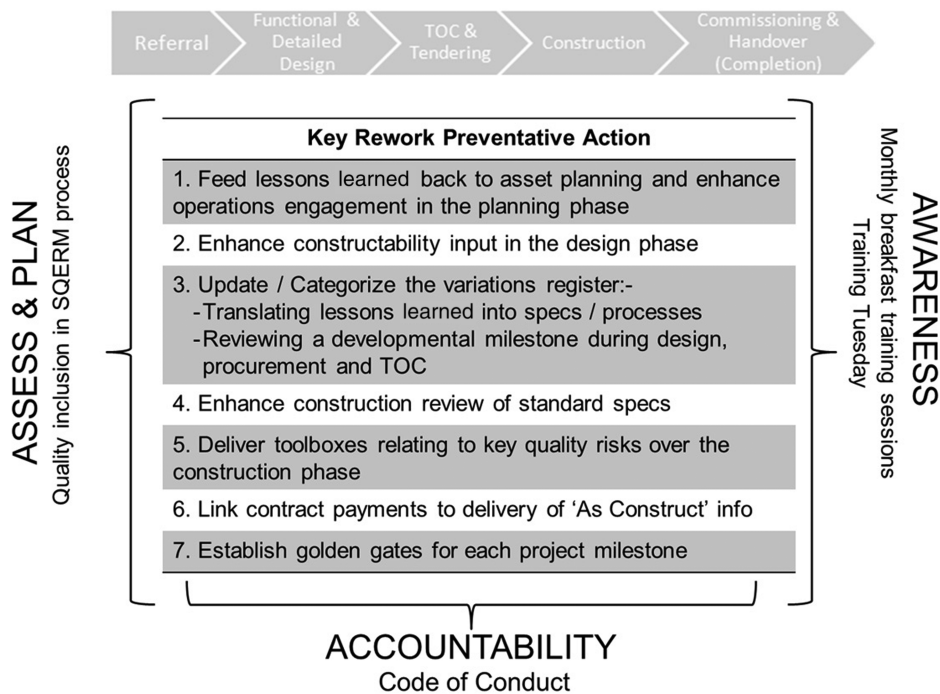 Referral
Functional &
Detailed
Design
TOC &
Tendering
Construction
Commissioning &
Handover
(Completion)
ASSESS & PLAN
Quality inclusion in SQERM process
Key Rework Preventative Action
1. Feed lessons learned back to asset planning and enhance
operations engagement in the planning phase
2. Enhance constructability input in the design phase
3. Update / Categorize the variations register:-
-Translating lessons learned into specs / processes
-Reviewing a developmental milestone during design,
procurement and TOC
4. Enhance construction review of standard specs
5. Deliver toolboxes relating to key quality risks over the
construction phase
6. Link contract payments to delivery of ‘As Construct’ info
7. Establish golden gates for each project milestone
AWARENESS
Monthly breakfast training sessions
Training Tuesday
ACCOUNTABILITY
Code of Conduct